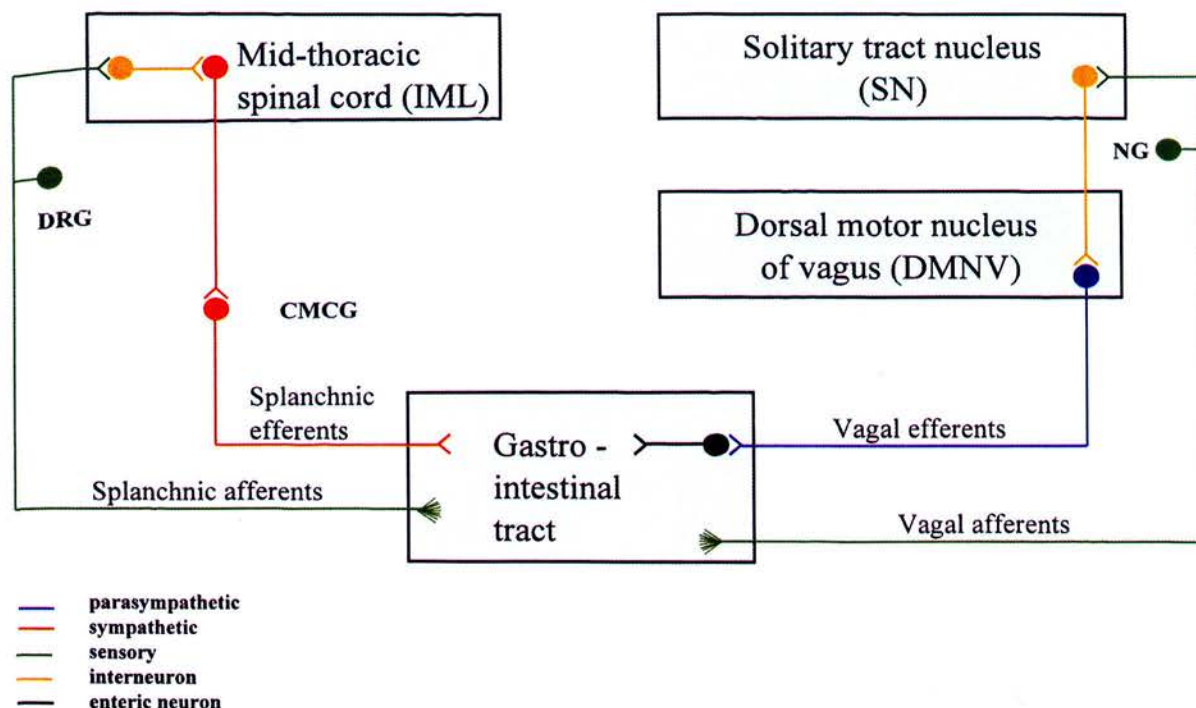 Mid-thoracic
spinal cord (IML)
Solitary tract nucleus
(SN)
NG
DRG
Dorsal motor nucleus
of vagus (DMNV)
CMCG
Splanchnic
efferents
Gastro -
intestinal
tract
Vagal efferents
Splanchnic afferents
Vagal afferents
parasympathetic
sympathetic
sensory
interneuron
enteric neuron